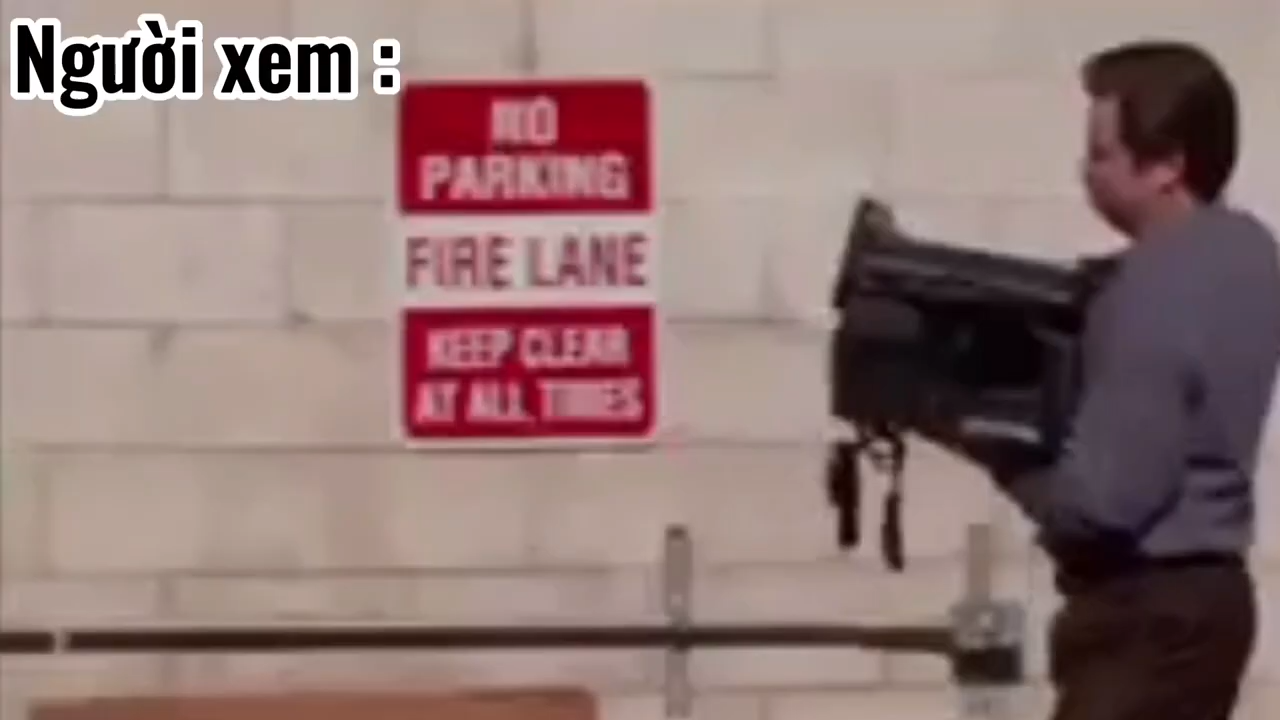 Người xem :
NO
PARKING
FIRE LANE
KEEP CLEAR
AT ALL TIMES